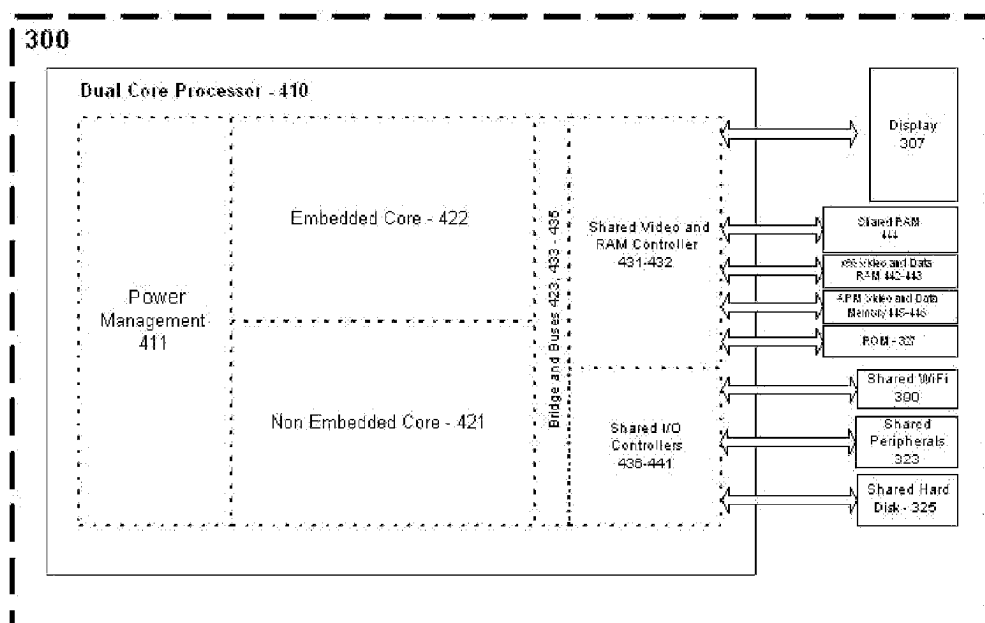 300
Dual Core Processor - 410
Power
Management
411
Embedded Core - 422
Non Embedded Core - 421
Bridge and Buses 423, 433 - 435
Shared Video and
RAM Controller
431-432
Shared I/O
Controllers
436-441
Display
307
Shared RAM
444
Video and Data
RAM 442-443
Video and Data
Memory 445-446
ROM - 327
Shared WiFi
Shared
Peripherals
323
Shared Hard
Disk - 325